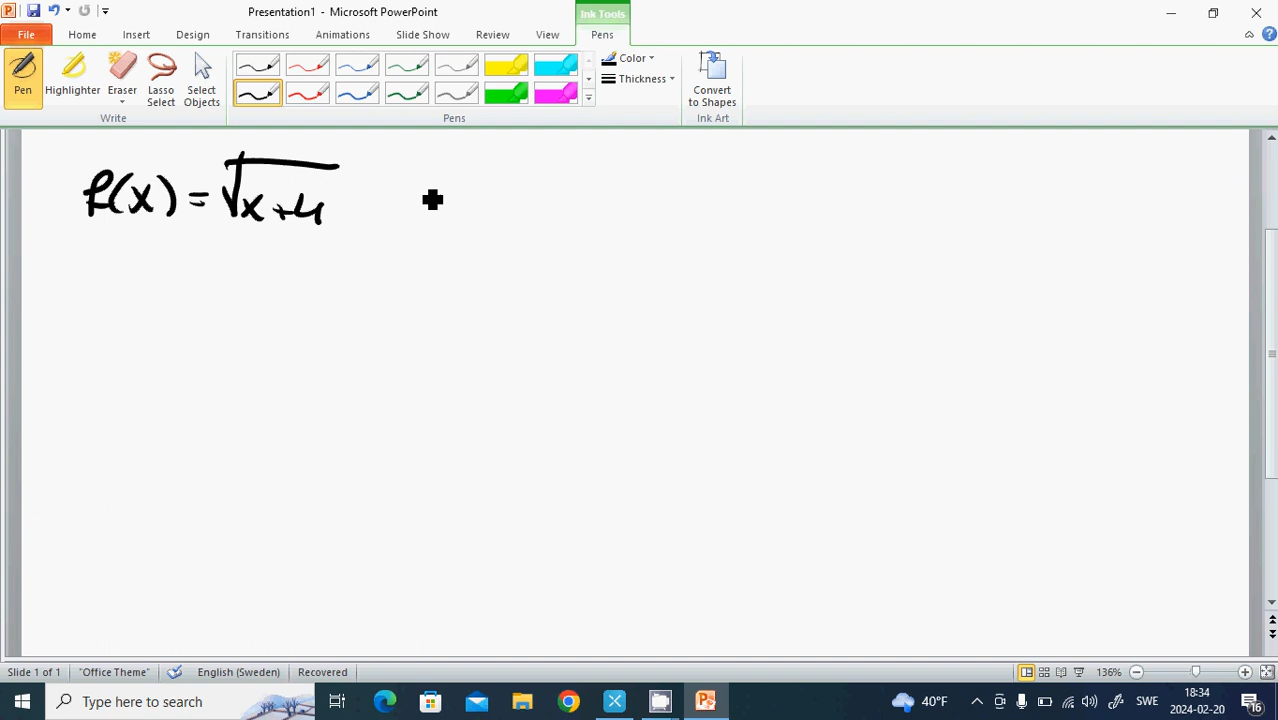 Presentation1 - Microsoft PowerPoint
Ink Tools
File Home Insert Design Transitions Animations Slide Show Review View Pens
Pen Highlighter Eraser Lasso Select Select Objects
Color
Thickness
Convert to Shapes
Write Pens Ink Art
f(x) = √x+4
Slide 1 of 1 "Office Theme" English (Sweden) Recovered 136%
Type here to search
40°F SWE
18:34
2024-02-20
16